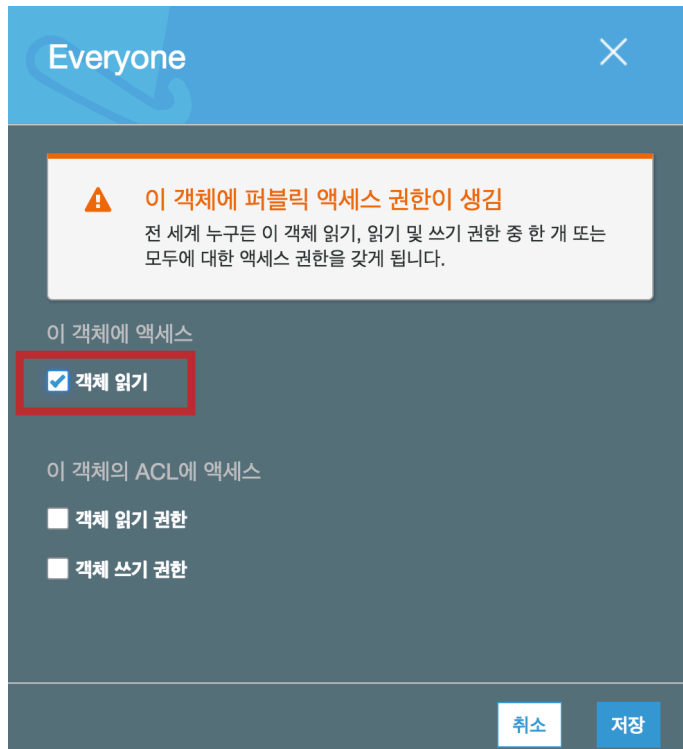 Everyone
이 객체에 퍼블릭 액세스 권한이 생김
전 세계 누구든 이 객체 읽기, 읽기 및 쓰기 권한 중 한 개 또는
모두에 대한 액세스 권한을 갖게 됩니다.
이 객체에 액세스
객체 읽기
이 객체의 ACL에 액세스
객체 읽기 권한
객체 쓰기 권한
취소 저장